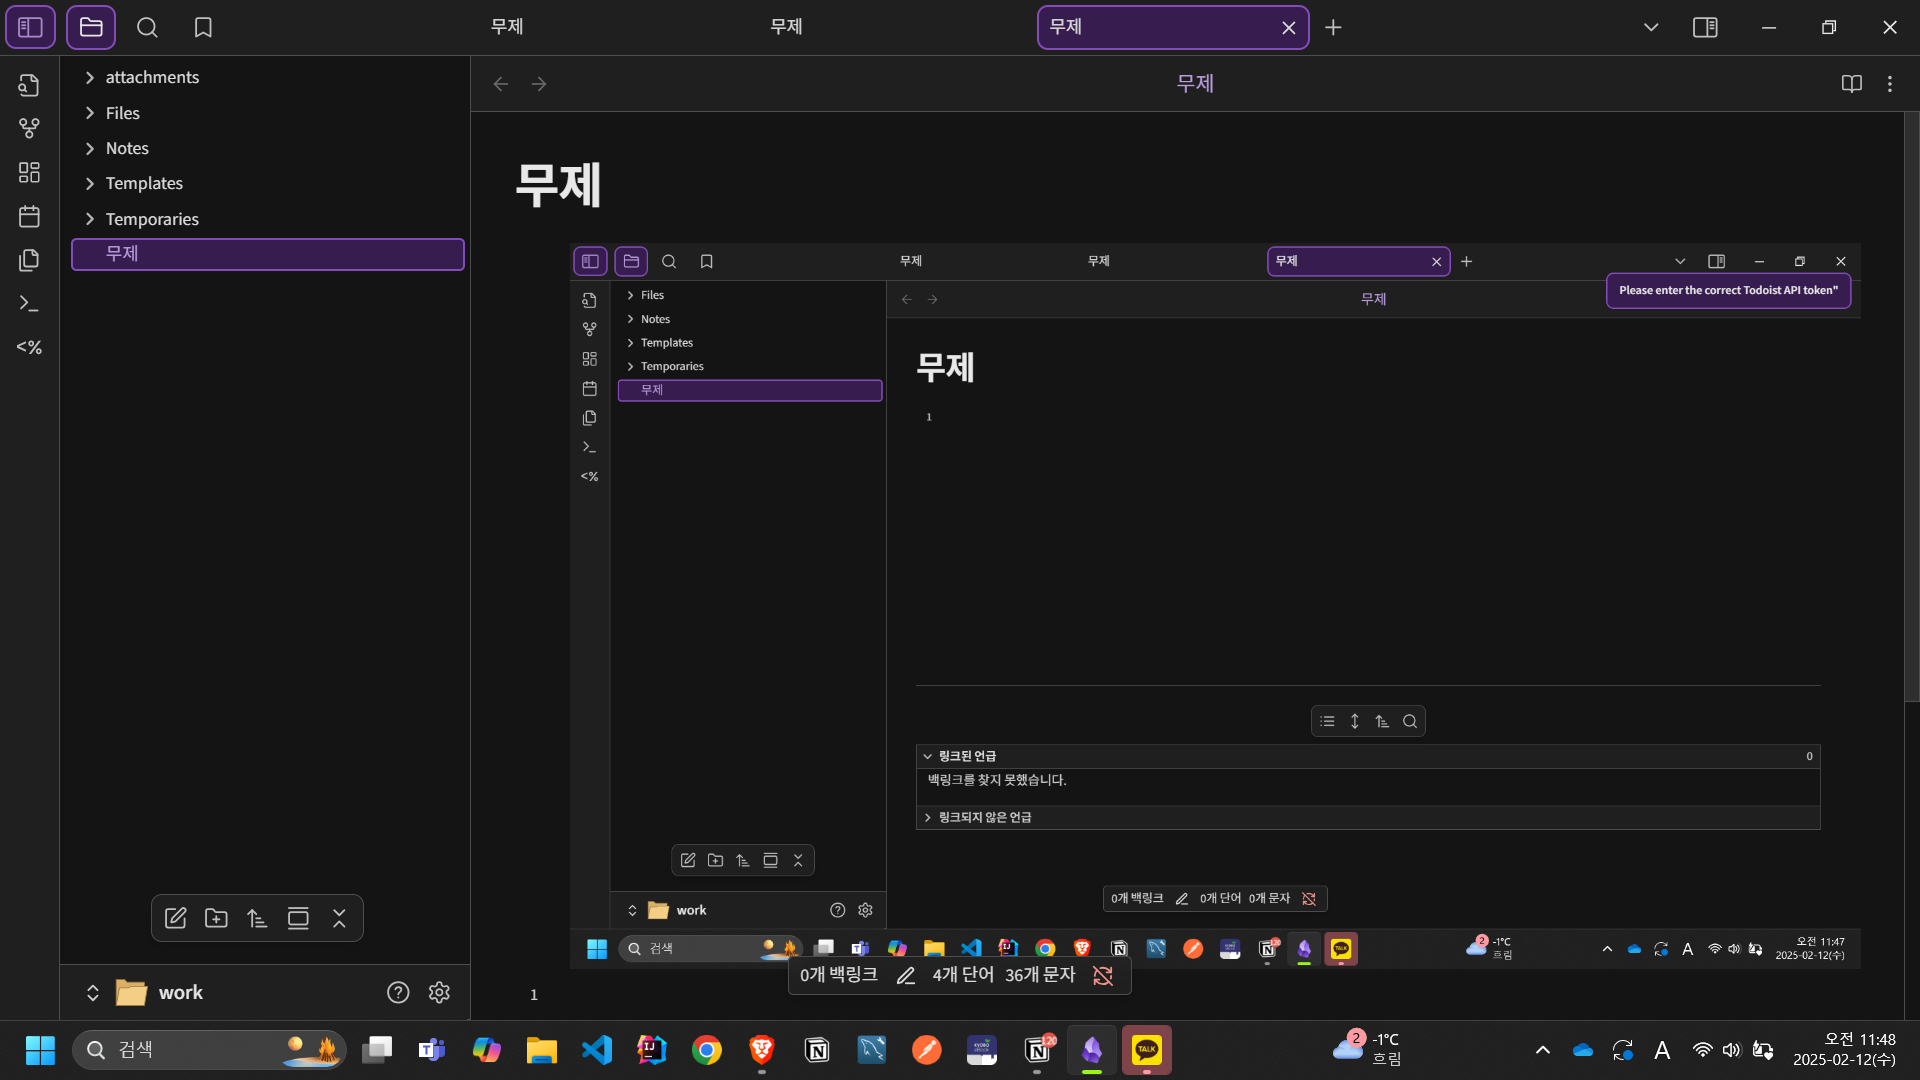 무제
무제
무제
attachments
Files
Notes
Templates
Temporaries
무제
work
<%
무제
무제
무제
무제
무제
Please enter the correct Todoist API token"
Files
Notes
Templates
Temporaries
무제
<%
무제
무제
1
링크된 언급 0
백링크를 찾지 못했습니다.
링크되지 않은 언급
0개 백링크 0개 단어 0개 문자
work
검색
TALK
2
-1°C
흐림
A
오전 11:47
2025-02-12(수)
0개 백링크 4개 단어 36개 문자
1
검색
120
TALK
2
-1°C
흐림
A
오전 11:48
2025-02-12(수)